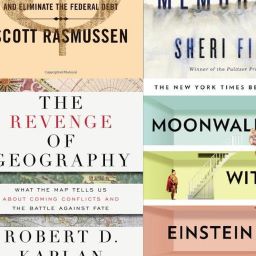 AND ELIMINATE THE FEDERAL DEBT
SCOTT RASMUSSEN
THE
REVENGE
OF
GEOGRAPHY
WHAT THE MAP TELLS US
ABOUT COMING CONFLICTS AND
THE BATTLE AGAINST FATE
ROBERT D.
KAPLAN
MEMORIAL
SHERI FI
Winner of the Pulitzer Pr
THE NEW YORK TIMES BE
MOONWAL
WIT
EINSTEIN